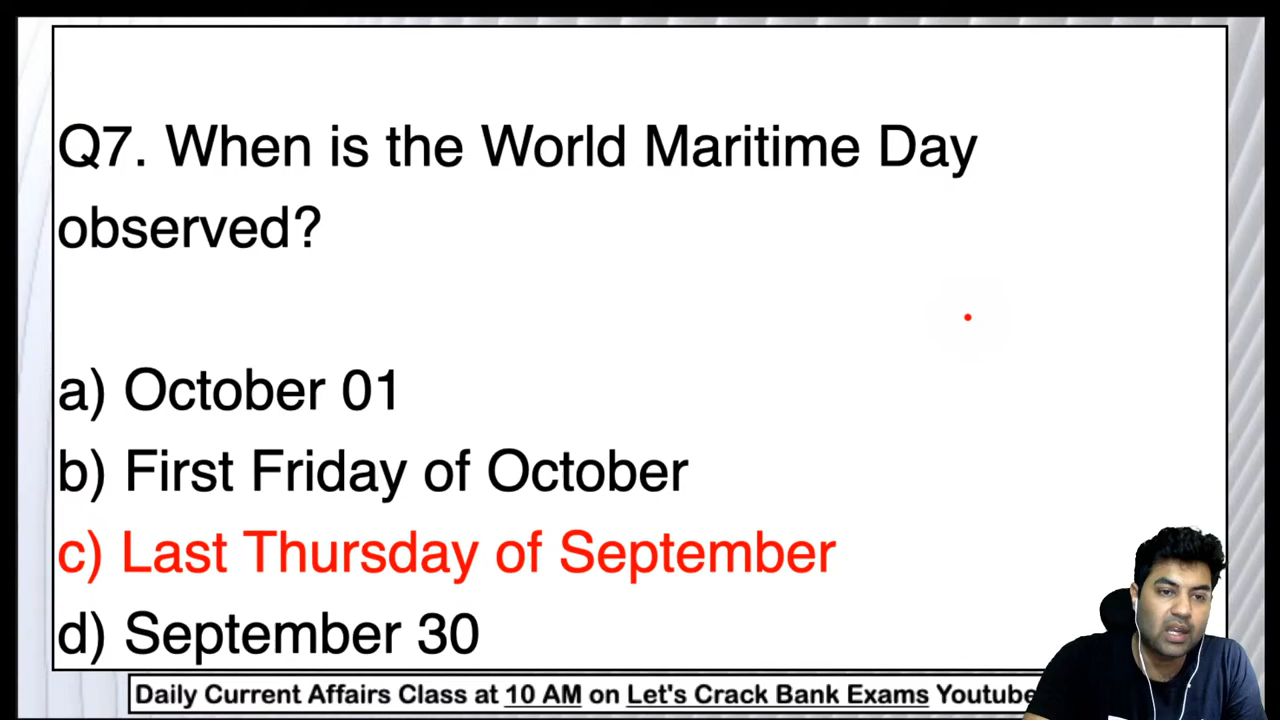 Q7. When is the World Maritime Day
observed?
a) October 01
b) First Friday of October
c) Last Thursday of September
d) September 30
Daily Current Affairs Class at 10 AM on Let's Crack Bank Exams Youtube